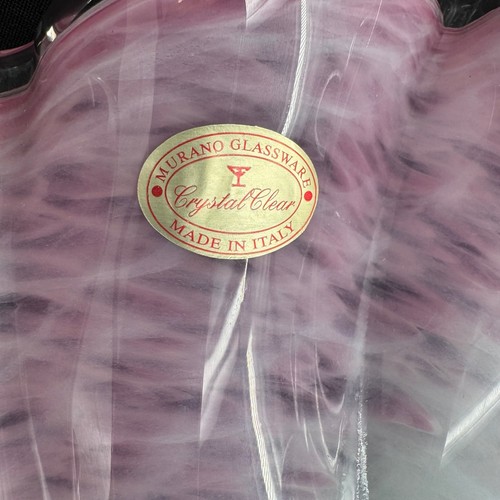 MURANO GLASSWARE
Crystal Clear
MADE IN ITALY